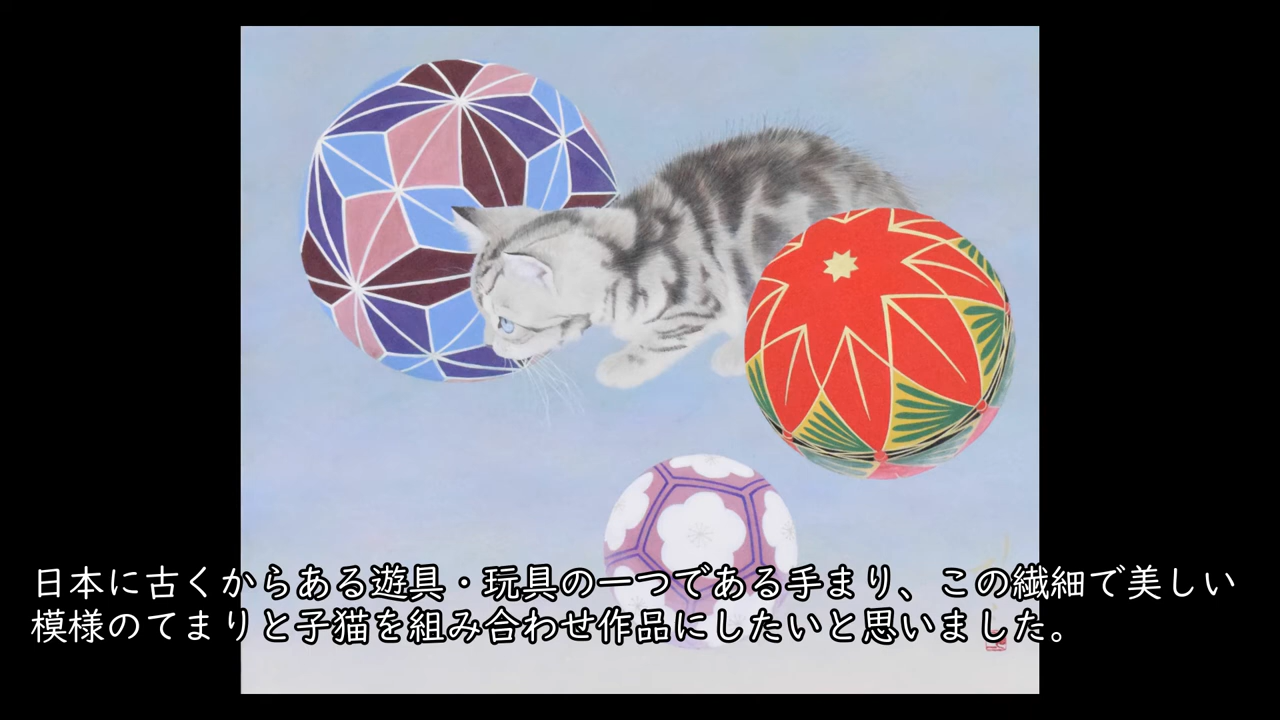 日本に古くからある遊具・玩具の一つである手まり、この繊細で美しい
模様のてまりと子猫を組み合わせ作品にしたいと思いました。